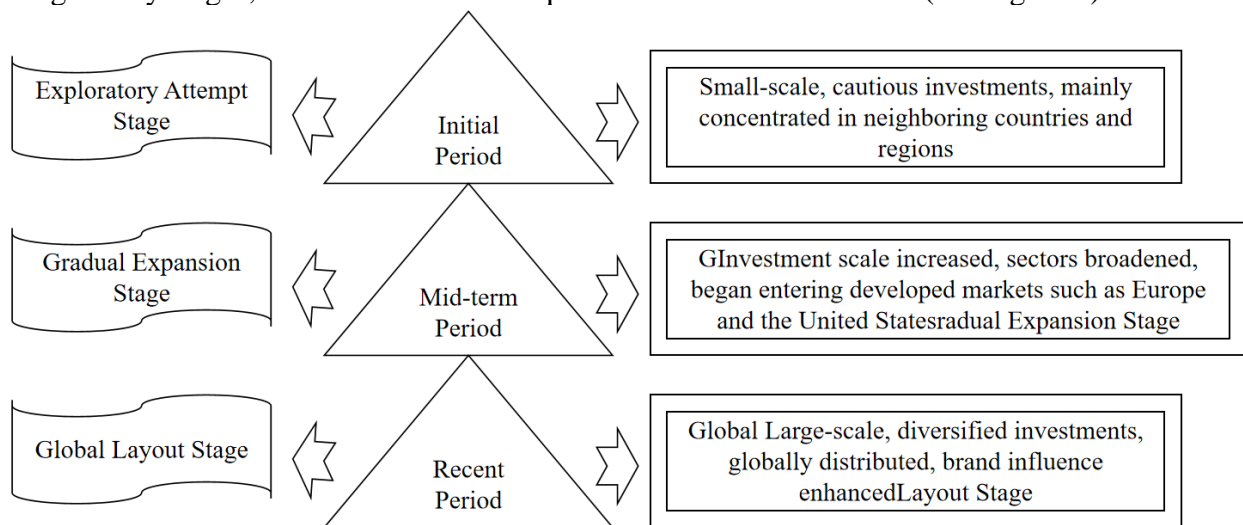 Exploratory Attempt
Stage
Initial
Period
Small-scale, cautious investments, mainly
concentrated in neighboring countries and
regions
Gradual Expansion
Stage
Mid-term
Period
GInvestment scale increased, sectors broadened,
began entering developed markets such as Europe
and the United Statesradual Expansion Stage
Global Layout Stage
Recent
Period
Global Large-scale, diversified investments,
globally distributed, brand influence
enhancedLayout Stage